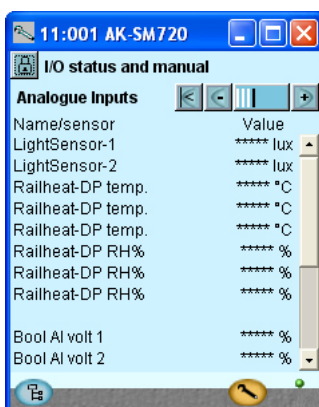 11:001 AK-SM720
I/O status and manual
Analogue Inputs
Name/sensor Value
LightSensor-1 ***** lux
LightSensor-2 ***** lux
Railheat-DP temp. ***** °C
Railheat-DP temp. ***** °C
Railheat-DP temp. ***** °C
Railheat-DP RH% ***** %
Railheat-DP RH% ***** %
Railheat-DP RH% ***** %
Bool AI volt 1 ***** %
Bool AI volt 2 ***** %